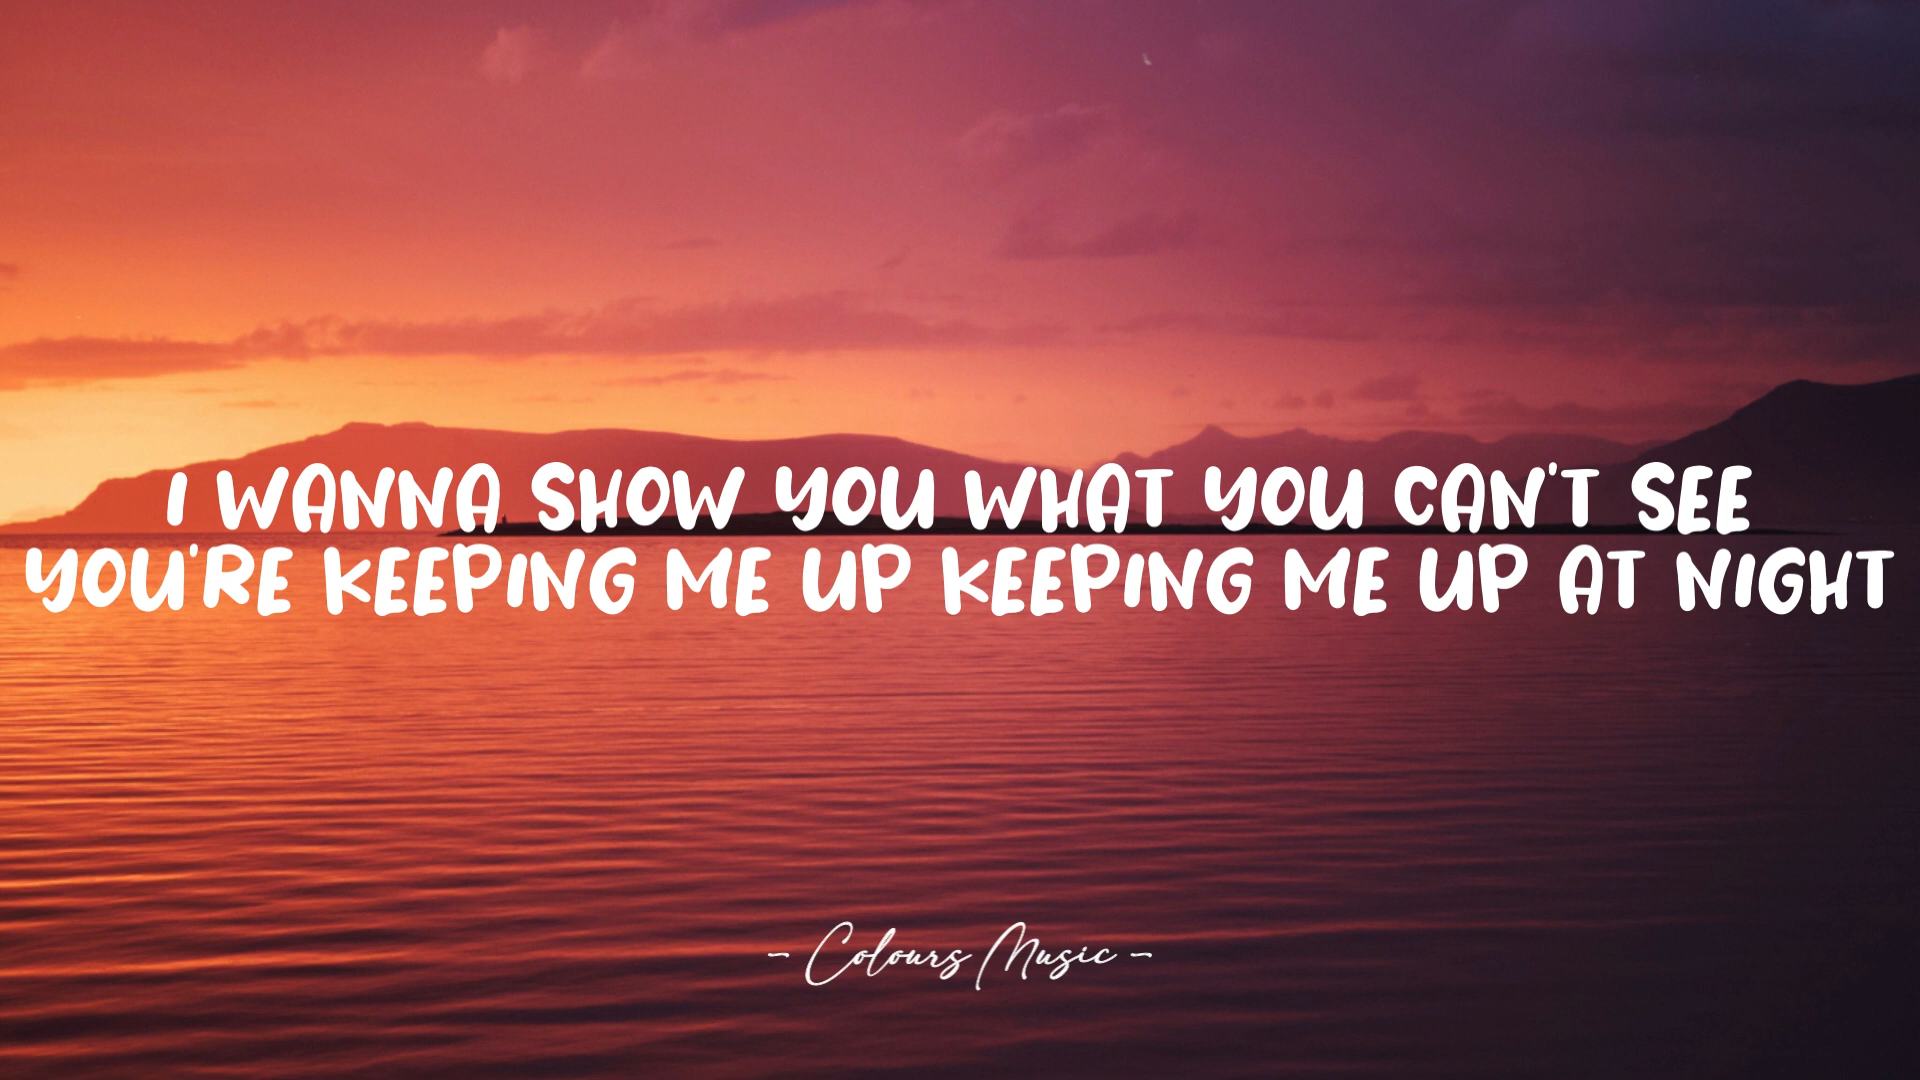 I WANNA SHOW YOU WHAT YOU CAN'T SEE
YOU'RE KEEPING ME UP KEEPING ME UP AT NIGHT
- Colours Music -